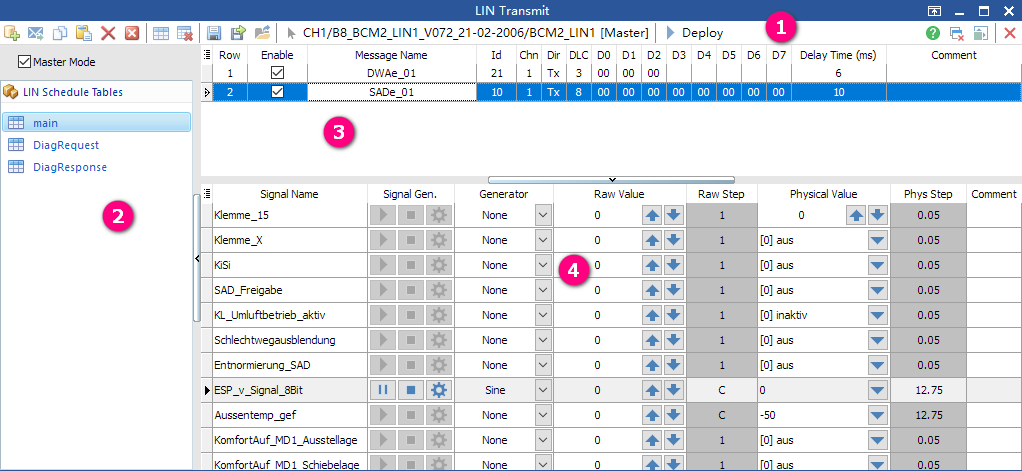 LIN Transmit
CH1/B8_BCM2_LIN1_V072_21-02-2006/BCM2_LIN1 [Master] Deploy 1
Master Mode
LIN Schedule Tables
main
DiagRequest
DiagResponse
2
Row Enable Message Name Id Chn Dir DLC D0 D1 D2 D3 D4 D5 D6 D7 Delay Time (ms) Comment
1 DWAe_01 21 1 Tx 3 00 00 00 6
2 SADe_01 10 1 Tx 8 00 00 00 00 00 00 00 00 10
3
Signal Name Signal Gen. Generator Raw Value Raw Step Physical Value Phys Step Comment
Klemme_15 None 0 1 0 0.05
Klemme_X None 0 1 [0] aus 0.05
KiSi None 0 1 [0] aus 0.05
4
SAD_Freigabe None 0 1 [0] aus 0.05
KL_Umluftbetrieb_aktiv None 0 1 [0] inaktiv 0.05
Schlechtwegausblendung None 0 1 [0] aus 0.05
Entnormierung_SAD None 0 1 [0] aus 0.05
ESP_v_Signal_8Bit Sine 0 C 0 12.75
Aussentemp_gef None 0 C -50 12.75
KomfortAuf_MD1_Ausstellage None 0 1 [0] aus 0.05
KomfortAuf_MD1_Schiebelage None 0 1 [0] aus 0.05